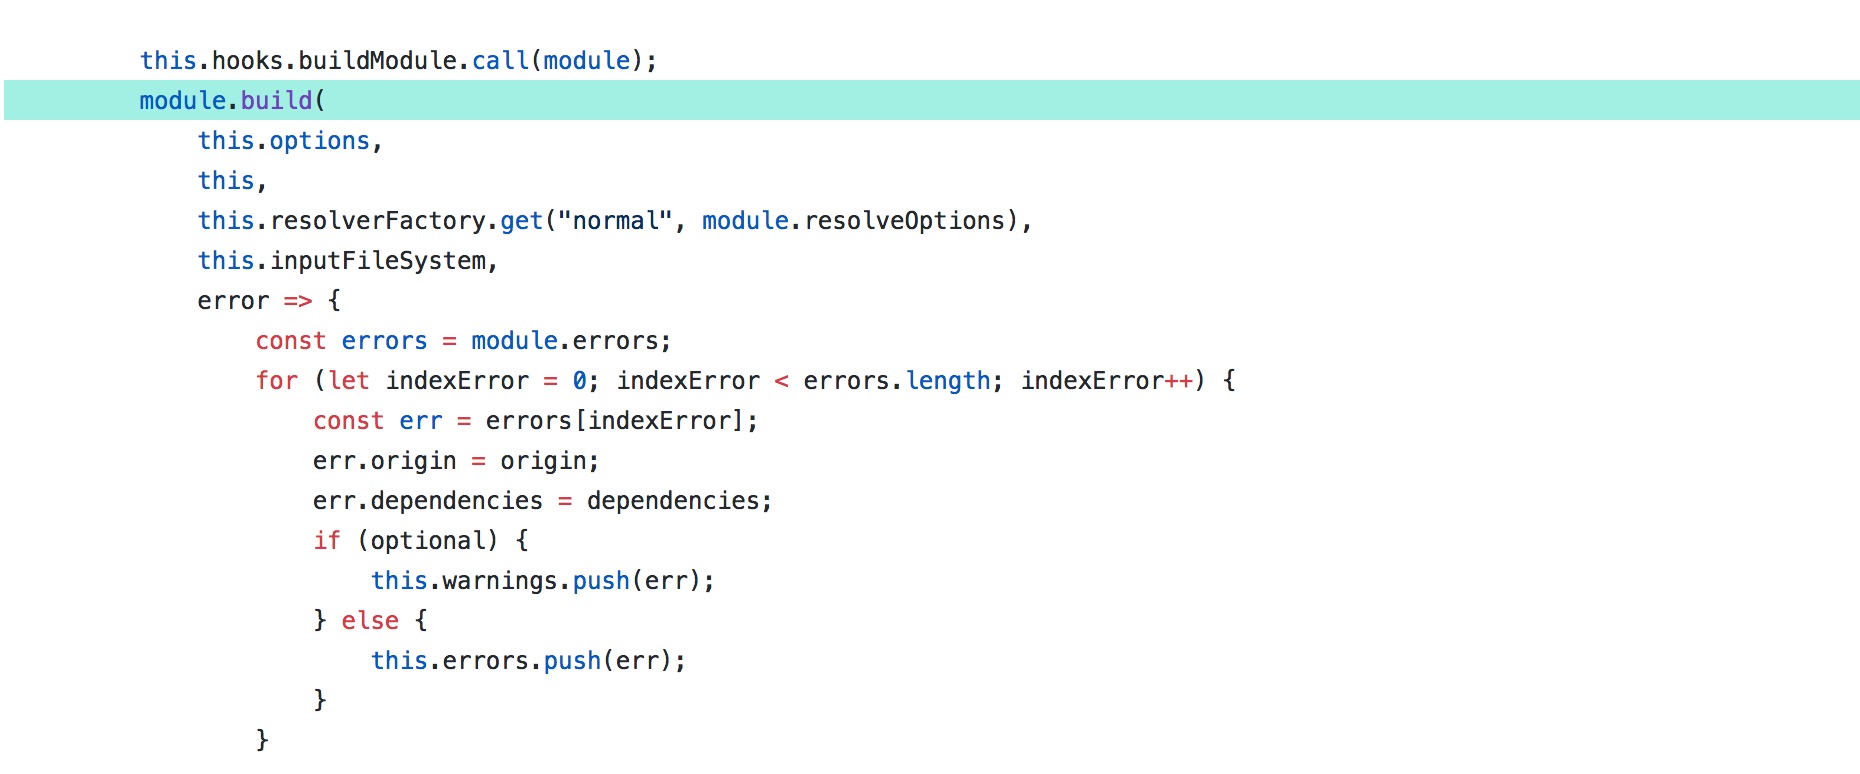 this.hooks.buildModule.call(module);
module.build(
this.options,
this,
this.resolverFactory.get("normal", module.resolveOptions),
this.inputFileSystem,
error => {
const errors = module.errors;
for (let indexError = 0; indexError < errors.length; indexError++) {
const err = errors[indexError];
err.origin = origin;
err.dependencies = dependencies;
if (optional) {
this.warnings.push(err);
} else {
this.errors.push(err);
}
}